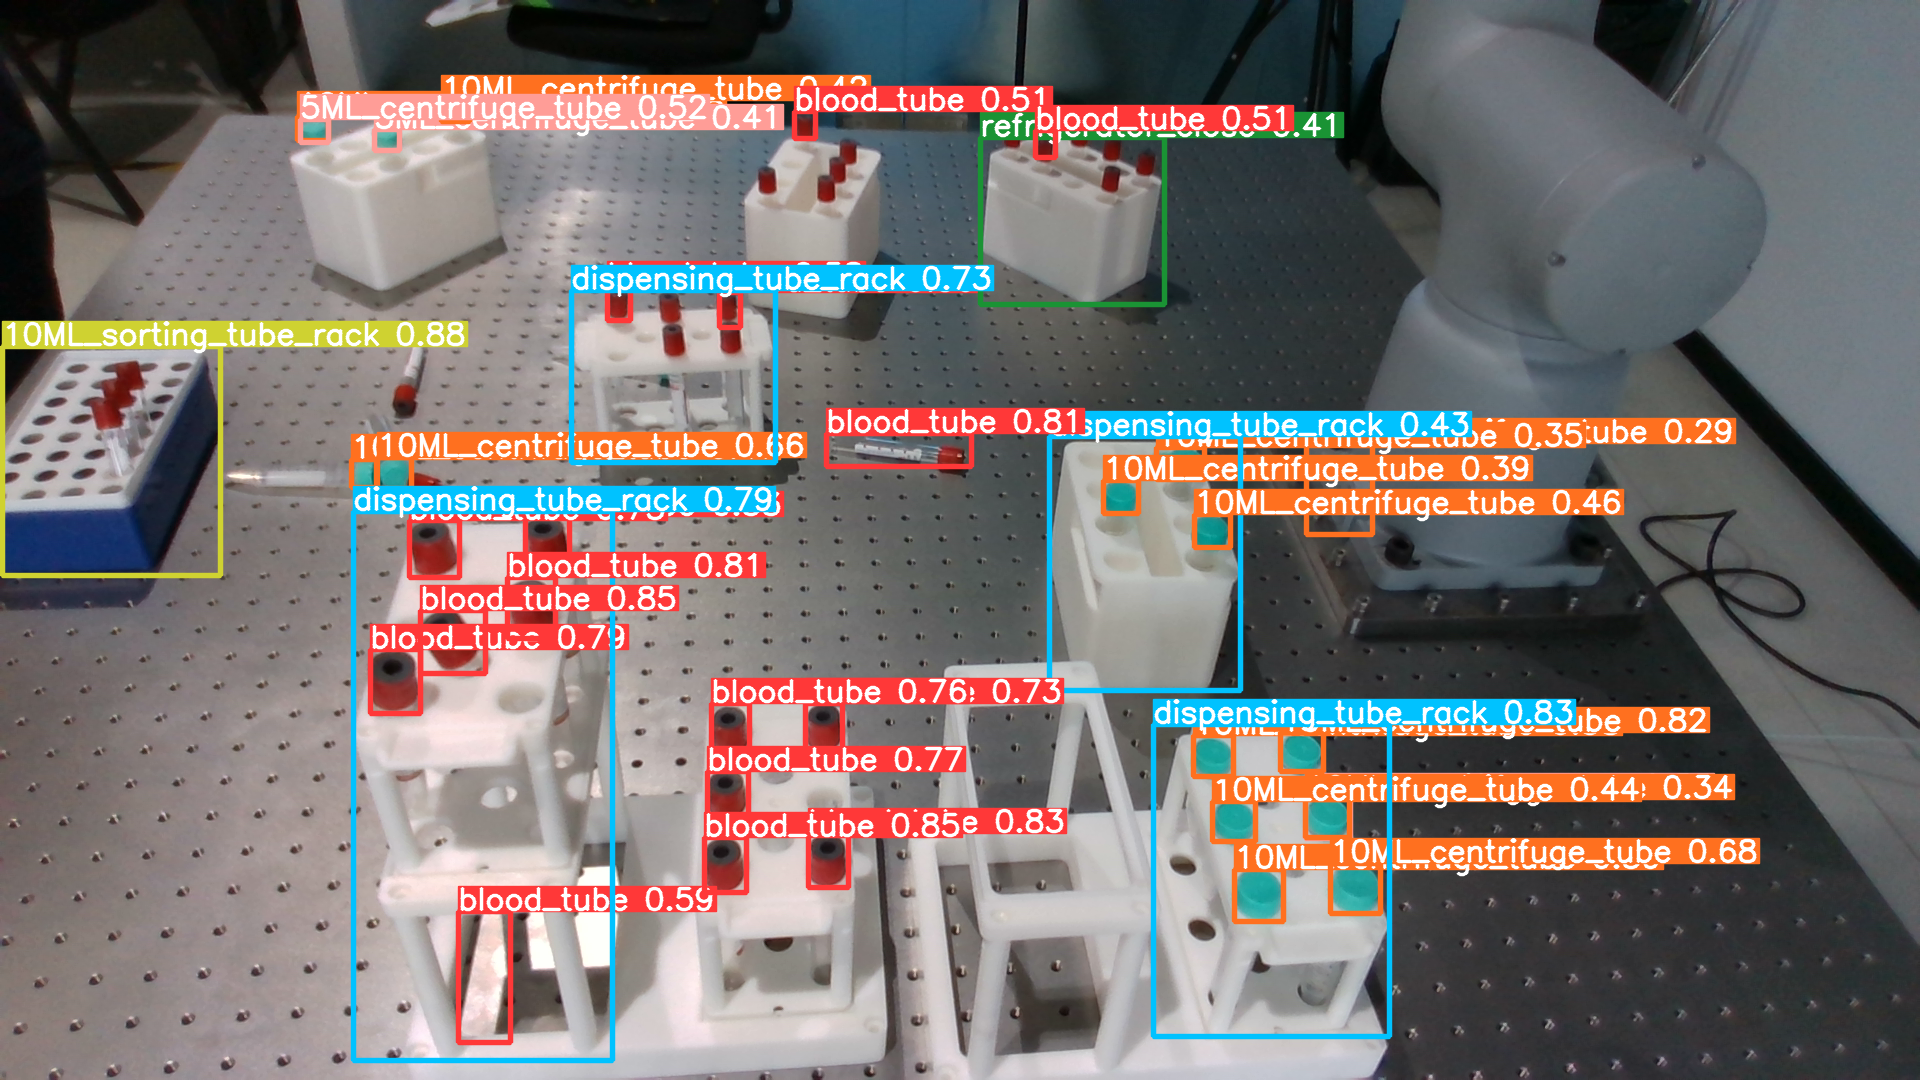 10ML_centrifuge_tube 0.42
5ML_centrifuge_tube 0.52
5ML_centrifuge_tube 0.41
blood_tube 0.51
blood_tube 0.51
0.41
dispensing_tube_rack 0.73
10ML_sorting_tube_rack 0.88
blood_tube 0.81
dispensing_tube_rack 0.43
tube 0.29
10ML_centrifuge_tube 0.35
10ML_centrifuge_tube 0.66
10ML_centrifuge_tube 0.39
10ML_centrifuge_tube 0.46
dispensing_tube_rack 0.79
blood_tube 0.81
blood_tube 0.85
blood_tube 0.79
blood_tube 0.76
0.73
dispensing_tube_rack 0.83
tube 0.82
blood_tube 0.77
10ML_centrifuge_tube 0.44
0.34
blood_tube 0.85
0.83
10ML_centrifuge_tube 0.68
blood_tube 0.59